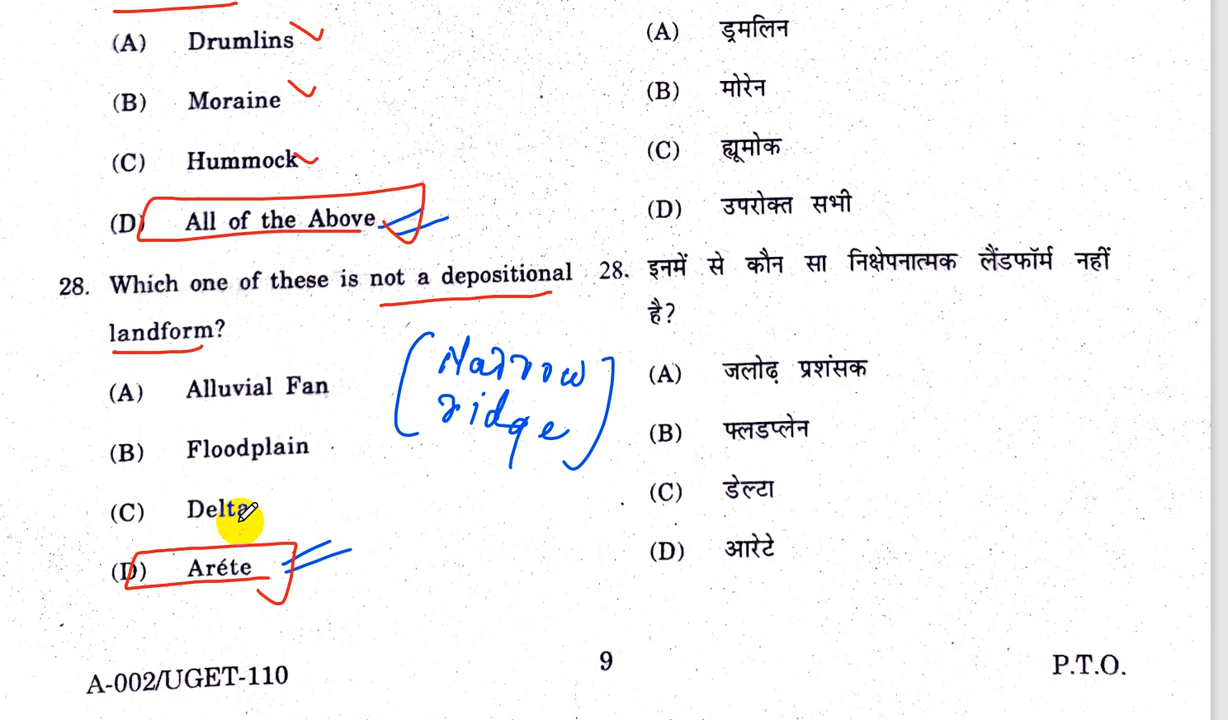 (A) Drumlins
(B) Moraine
(C) Hummock
(D) All of the Above
28. Which one of these is not a depositional
landform?
(A) Alluvial Fan
(B) Floodplain
(C) Delta
(D) Aréte
Narrow
ridge
(A) ड्रमलिन
(B) मोरेन
(C) ह्यूमोक
(D) उपरोक्त सभी
28. इनमें से कौन सा निक्षेपनात्मक लैंडफॉर्म नहीं
है?
(A) जलोढ़ प्रशंसक
(B) फ्लडप्लेन
(C) डेल्टा
(D) आरेटे
A-002/UGET-110
9
P.T.O.